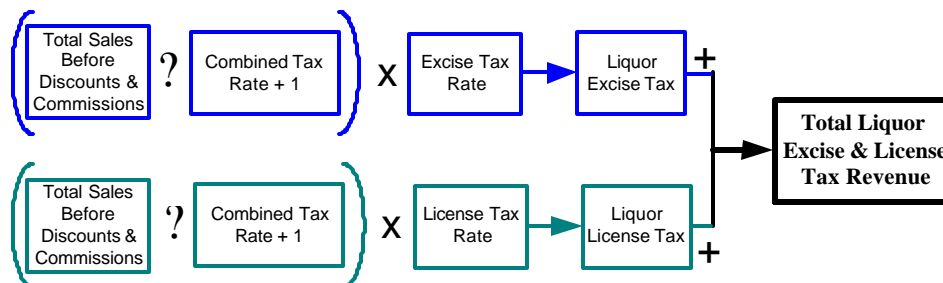 Total Sales
Before
Discounts &
Commissions
?
Combined Tax
Rate + 1
x
Excise Tax
Rate
Liquor
Excise Tax
+
Total Liquor
Excise & License
Tax Revenue
Total Sales
Before
Discounts &
Commissions
?
Combined Tax
Rate + 1
x
License Tax
Rate
Liquor
License Tax
+